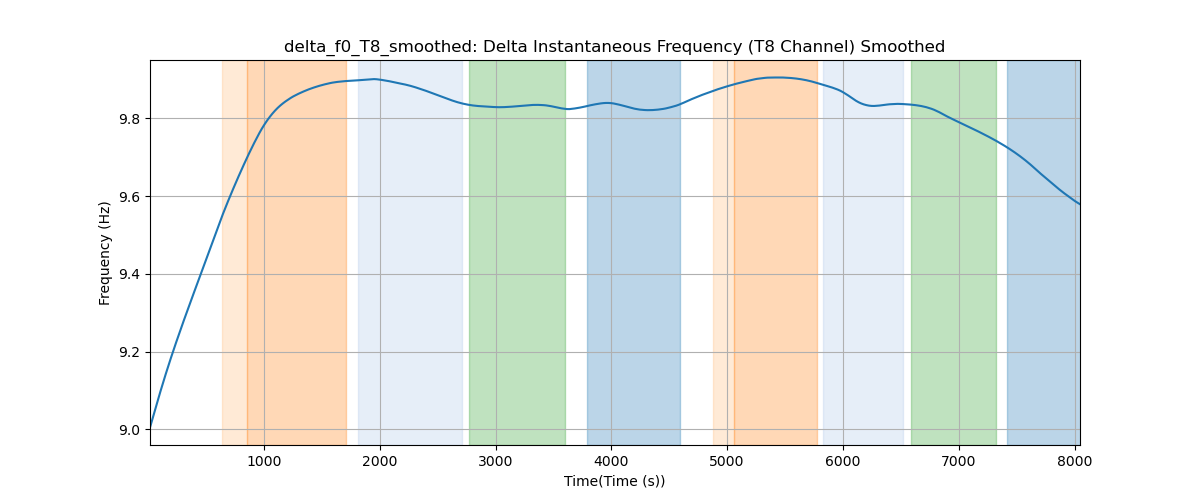 delta_f0_T8_smoothed: Delta Instantaneous Frequency (T8 Channel) Smoothed
Frequency (Hz)
9.8
9.6
9.4
9.2
9.0
1000 2000 3000 4000 5000 6000 7000 8000
Time(Time (s))